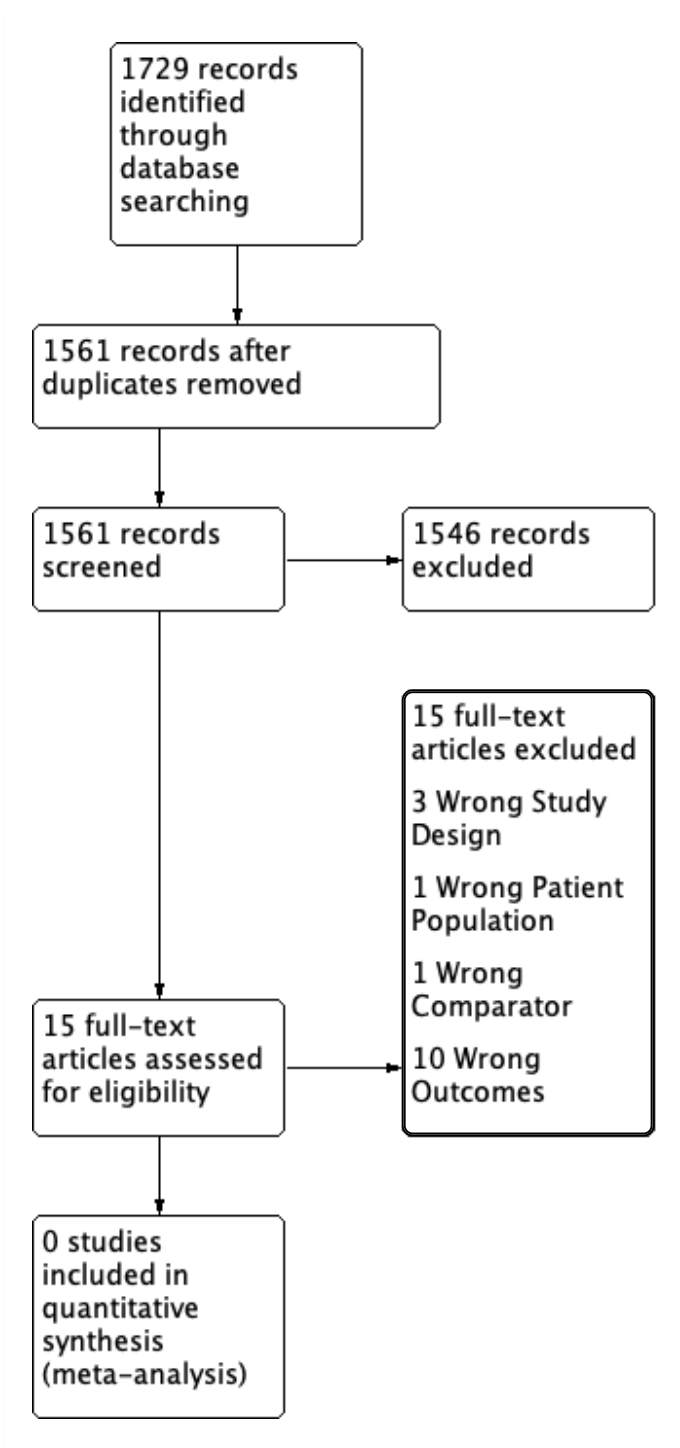 1729 records
identified
through
database
searching
1561 records after
duplicates removed
1561 records
screened
1546 records
excluded
15 full-text
articles excluded
3 Wrong Study
Design
1 Wrong Patient
Population
1 Wrong
Comparator
10 Wrong
Outcomes
15 full-text
articles assessed
for eligibility
0 studies
included in
quantitative
synthesis
(meta-analysis)